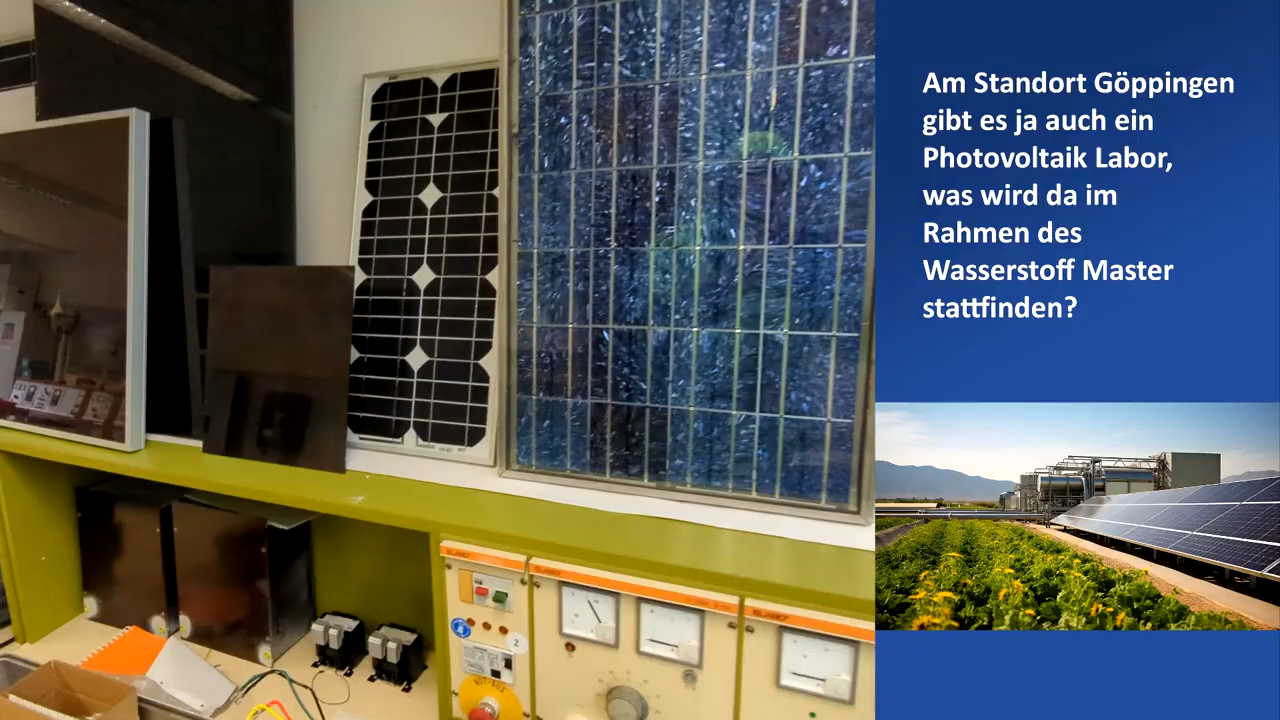 Am Standort Göppingen
gibt es ja auch ein
Photovoltaik Labor,
was wird da im
Rahmen des
Wasserstoff Master
stattfinden?
2